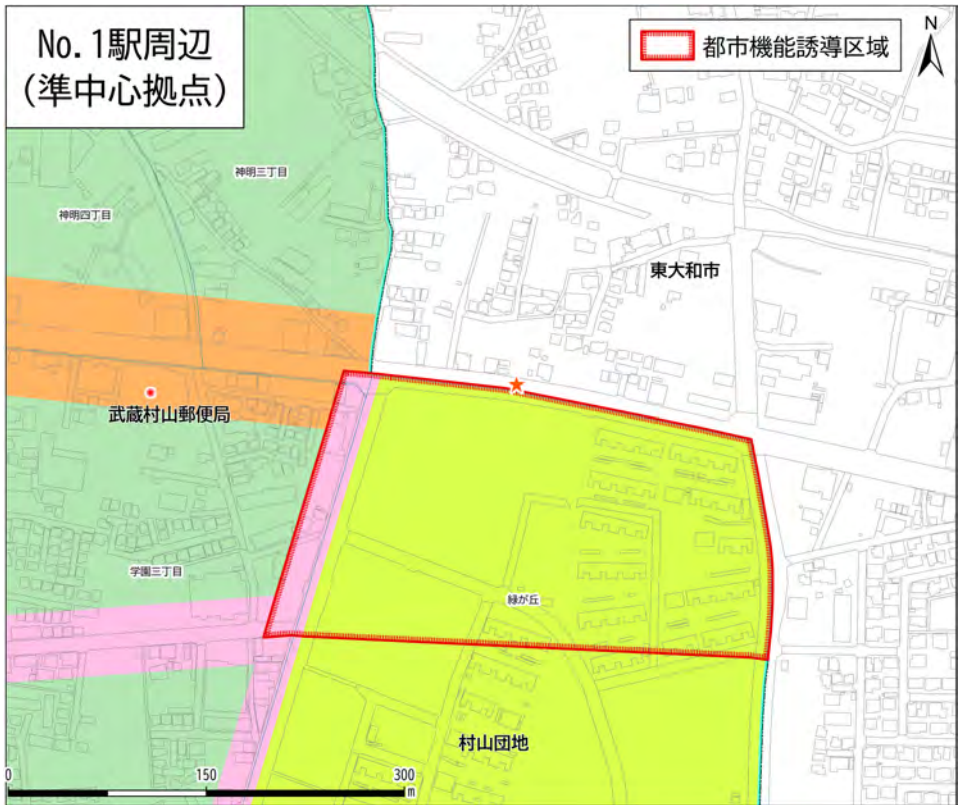 No.1駅周辺
(準中心拠点)
都市機能誘導区域
N
神明三丁目
神明四丁目
東大和市
武蔵村山郵便局
学園三丁目
緑が丘
村山団地
0 150 300
m